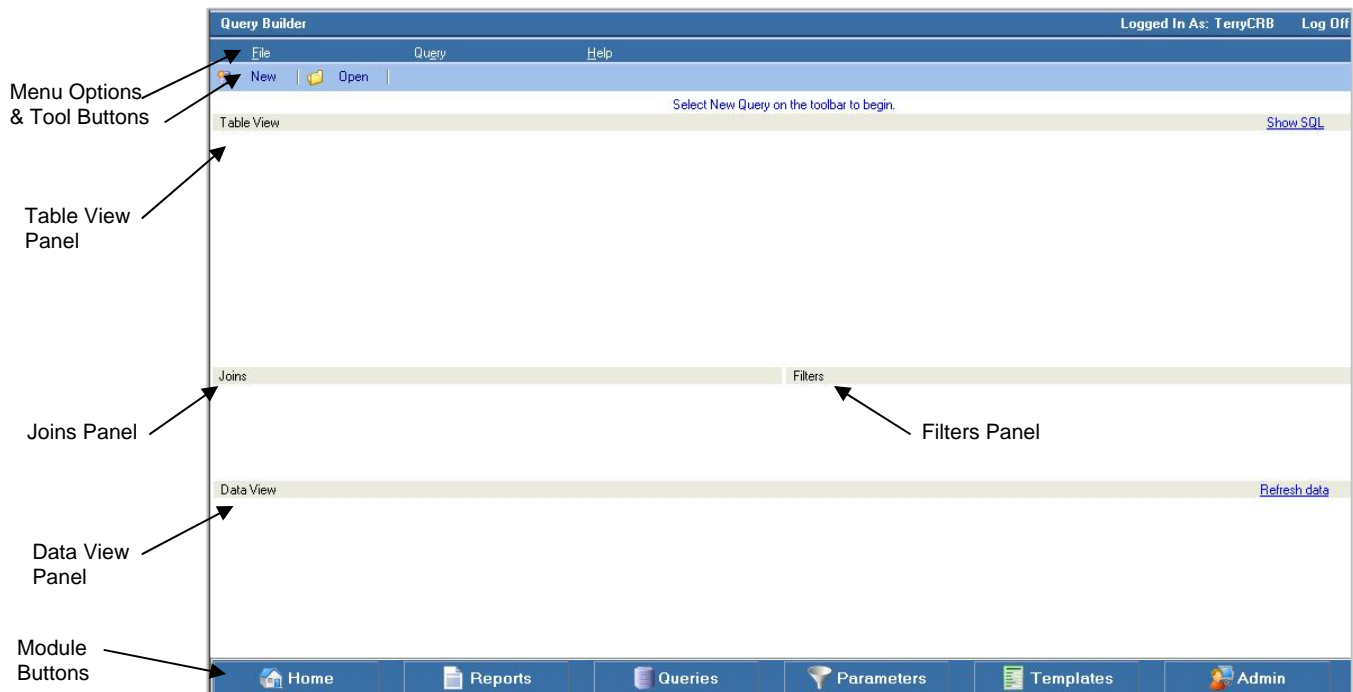 Query Builder
Logged In As: TerryCRB
Log Off
File
Query
Help
New
Open
Menu Options
& Tool Buttons
Select New Query on the toolbar to begin.
Table View
Show SQL
Table View
Panel
Joins
Filters
Joins Panel
Filters Panel
Data View
Refresh data
Data View
Panel
Module
Buttons
Home
Reports
Queries
Parameters
Templates
Admin